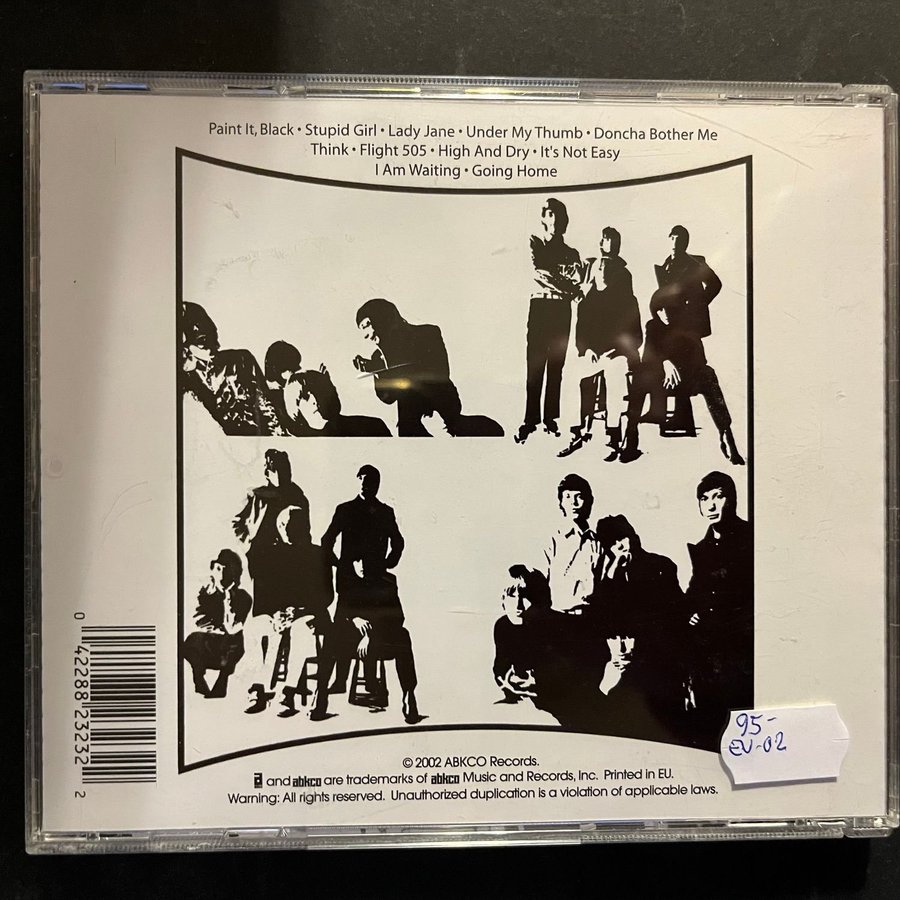 Paint It, Black • Stupid Girl • Lady Jane • Under My Thumb • Doncha Bother Me
Think • Flight 505 • High And Dry • It's Not Easy
I Am Waiting • Going Home
0 42288 23232 2
95-
EU-02
© 2002 ABKCO Records.
a and abkco are trademarks of abkco Music and Records, Inc. Printed in EU.
Warning: All rights reserved. Unauthorized duplication is a violation of applicable laws.